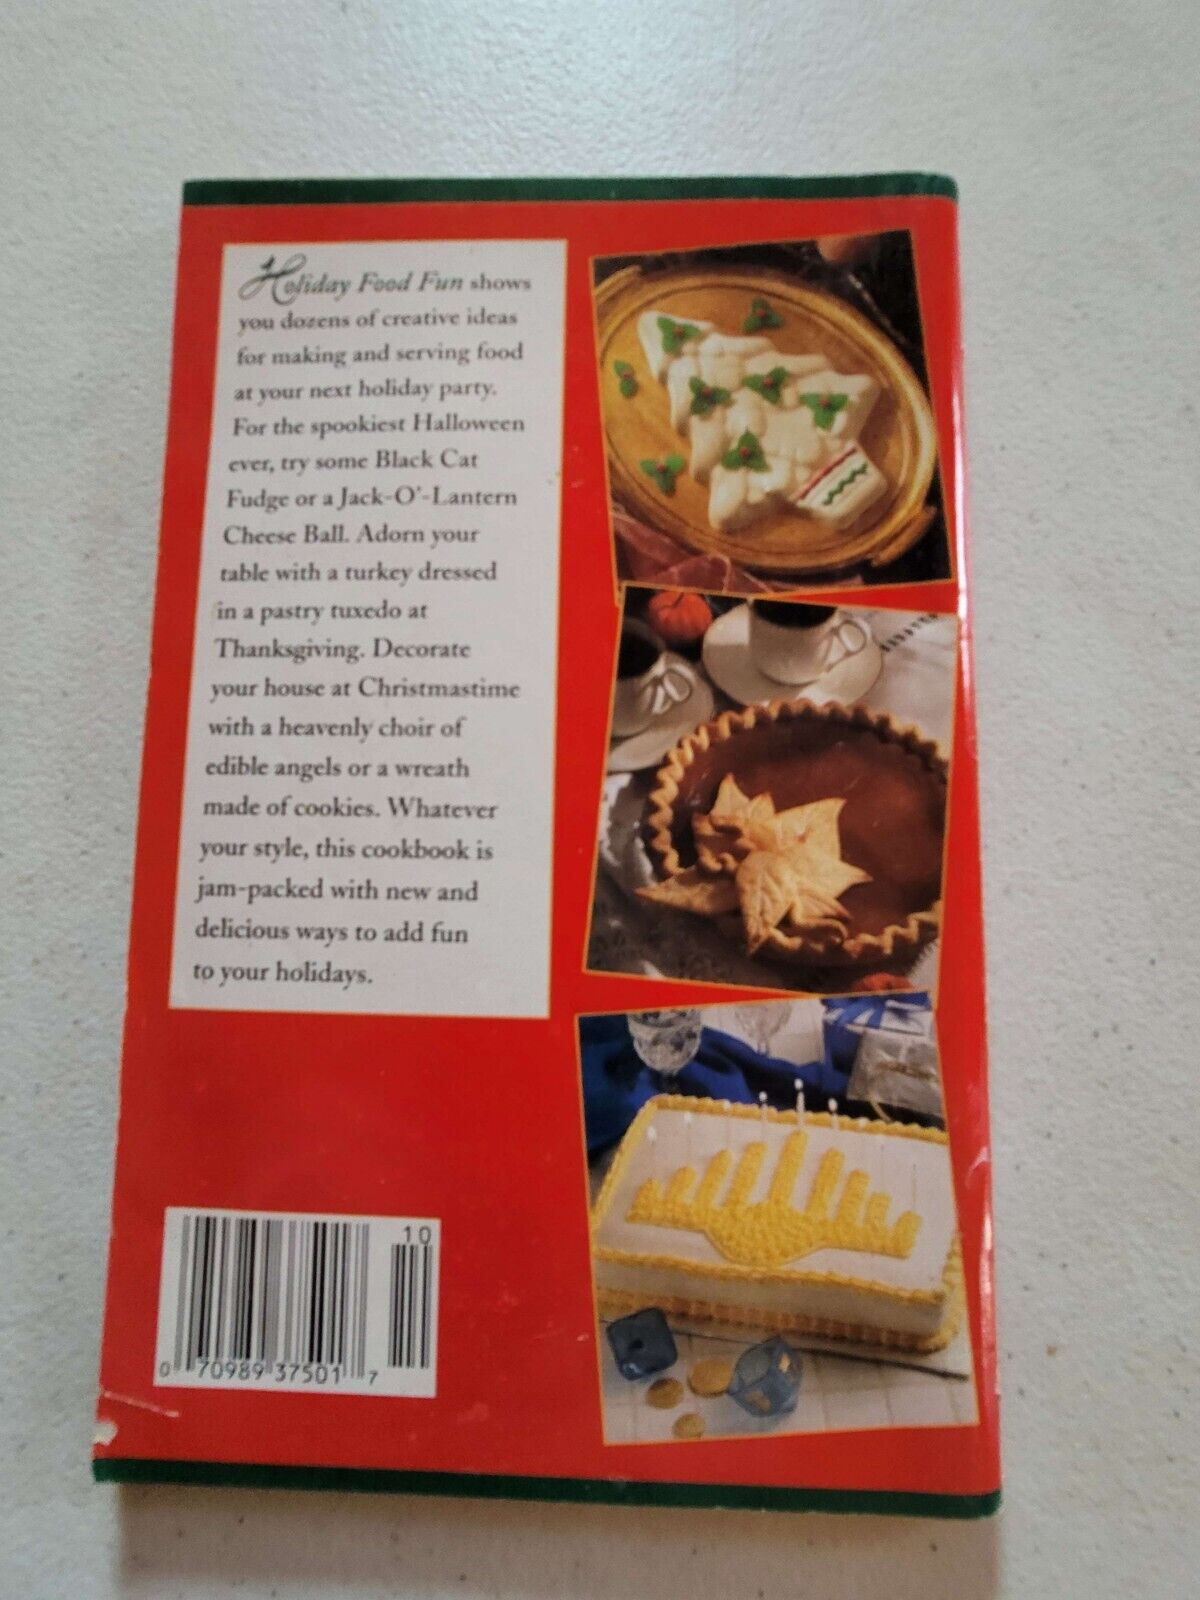 Holiday Food Fun shows
you dozens of creative ideas
for making and serving food
at your next holiday party.
For the spookiest Halloween
ever, try some Black Cat
Fudge or a Jack-O'-Lantern
Cheese Ball. Adorn your
table with a turkey dressed
in a pastry tuxedo at
Thanksgiving. Decorate
your house at Christmastime
with a heavenly choir of
edible angels or a wreath
made of cookies. Whatever
your style, this cookbook is
jam-packed with new and
delicious ways to add fun
to your holidays.
10
0 70989 37501 7